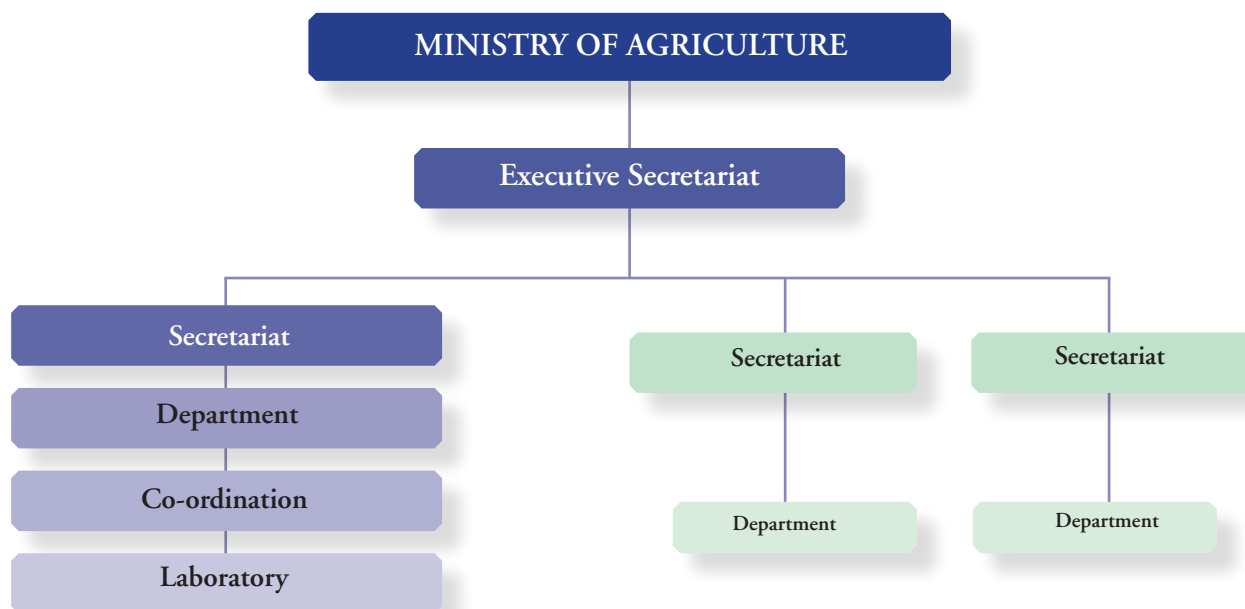 MINISTRY OF AGRICULTURE
Executive Secretariat
Secretariat
Secretariat
Secretariat
Department
Co-ordination
Laboratory
Department
Department